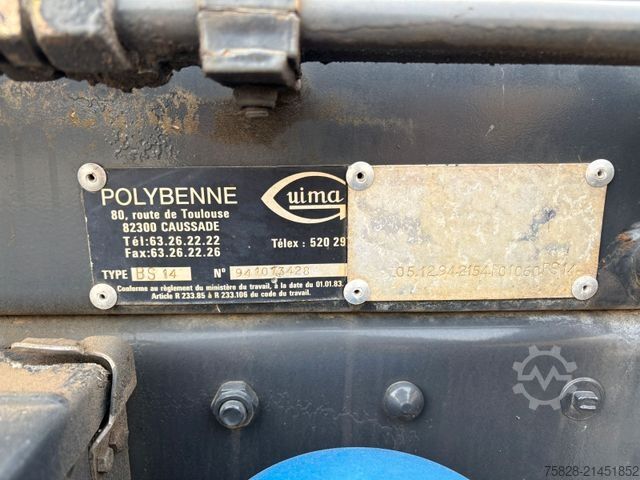 POLYBENNE
Guima
80, route de Toulouse
82300 CAUSSADE
Tél:63.26.22.22
Télex : 520 29
Fax:63.26.22.26
TYPE BS 14 N° 941013428
Conforme au règlement du ministère du travail, à la date du 01.01.83.
Article R 233.85 à R 233.106 du code du travail.
05.12.94
75828-21451852